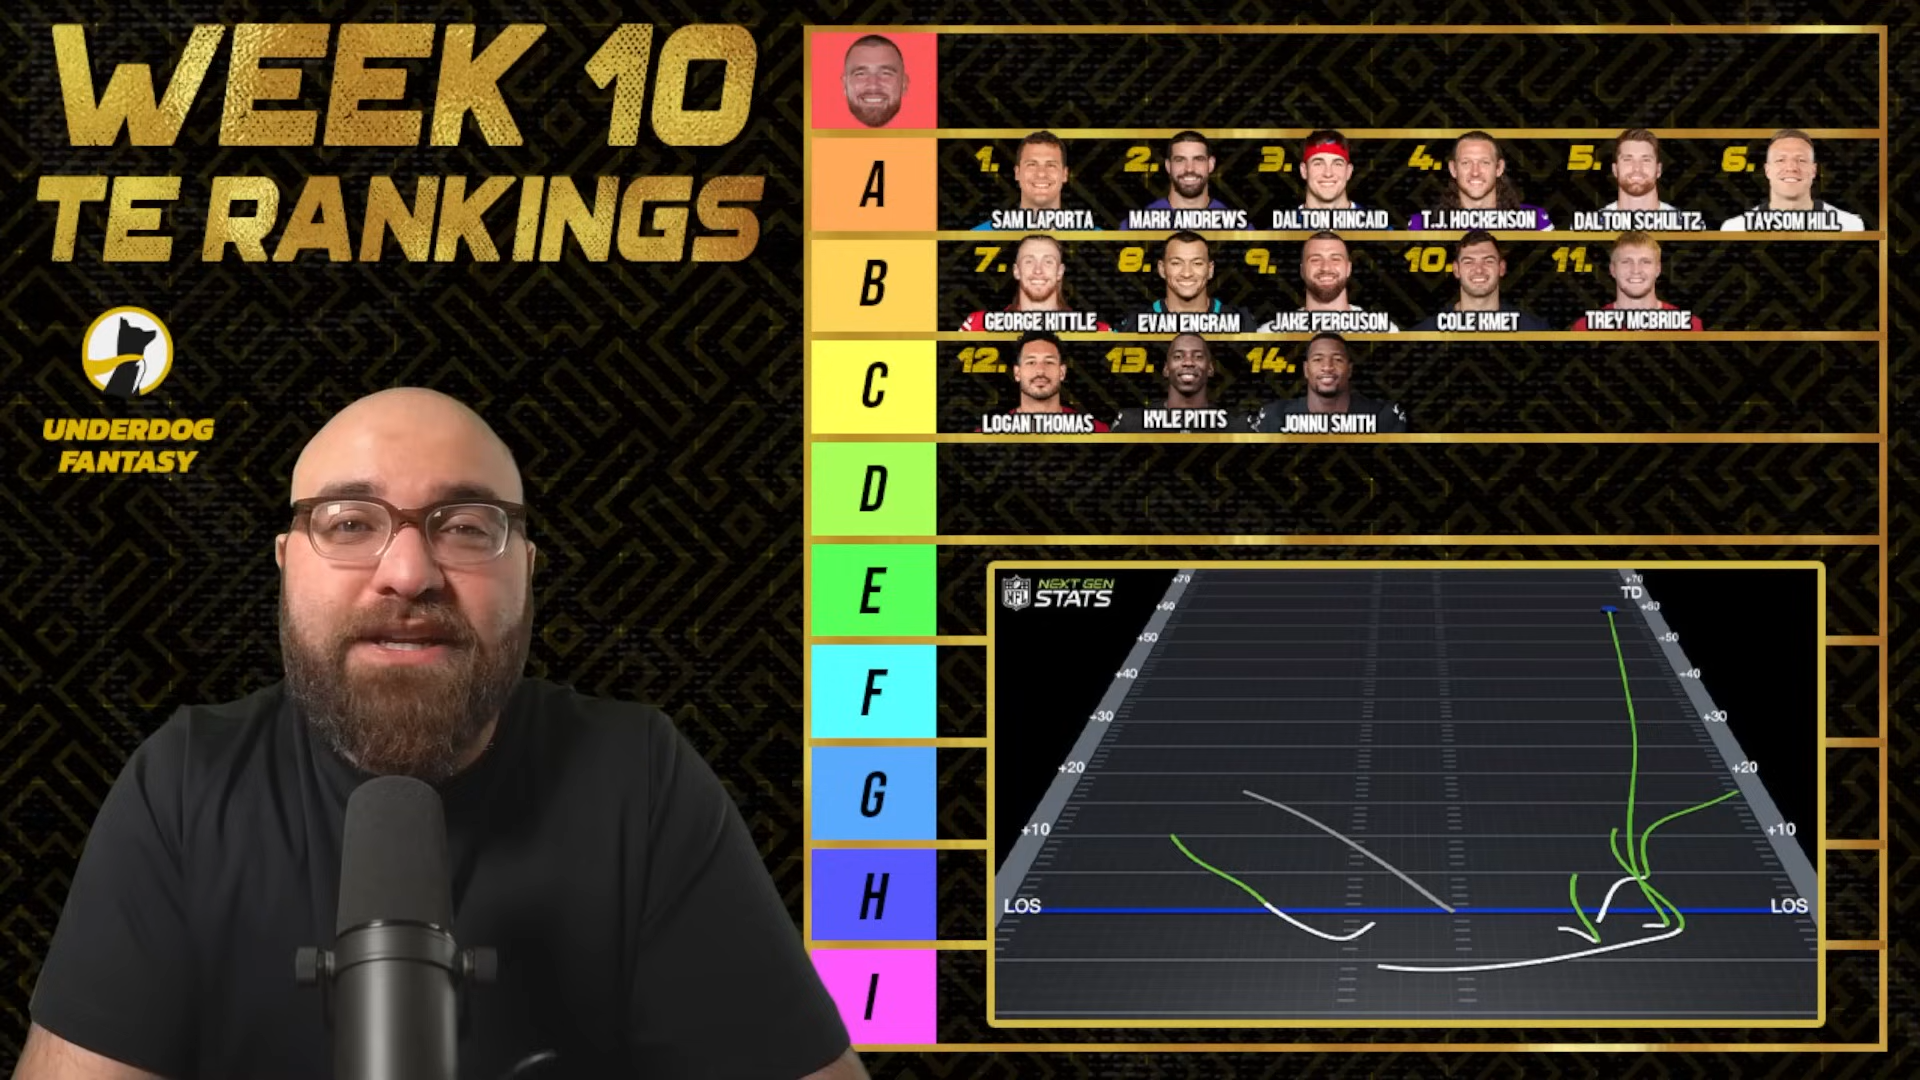 WEEK 10
TE RANKINGS
UNDERDOG
FANTASY
A
1. 2. 3. 4. 5. 6.
SAM LAPORTA MARK ANDREWS DALTON KINCAID T.J. HOCKENSON DALTON SCHULTZ TAYSOM HILL
B
7. 8. 9. 10. 11.
GEORGE KITTLE EVAN ENGRAM JAKE FERGUSON COLE KMET TREY MCBRIDE
C
12. 13. 14.
LOGAN THOMAS KYLE PITTS JONNU SMITH
D
E
F
G
H
I
NFL
NEXT GEN
STATS
+70 +70
TD
+60 +60
+50 +50
+40 +40
+30 +30
+20 +20
+10 +10
LOS LOS